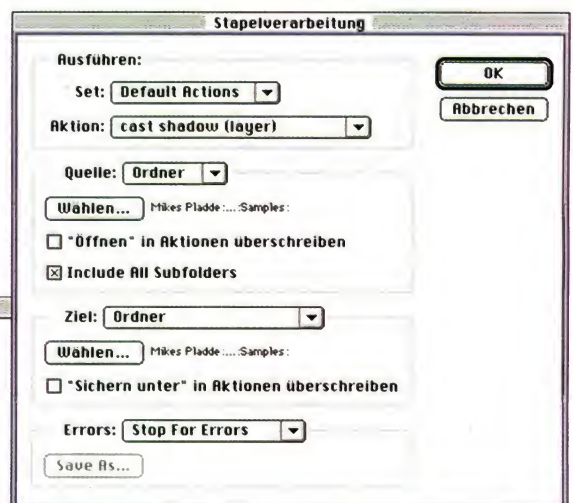 Stapelverarbeitung
Ausführen:
Set: Default Actions
Aktion: cast shadow (layer)
OK
Abbrechen
Quelle: Ordner
Wählen... Mikes Pladde:...:Samples:
"Öffnen" in Aktionen überschreiben
Include All Subfolders
Ziel: Ordner
Wählen... Mikes Pladde:...:Samples:
"Sichern unter" in Aktionen überschreiben
Errors: Stop For Errors
Save As...